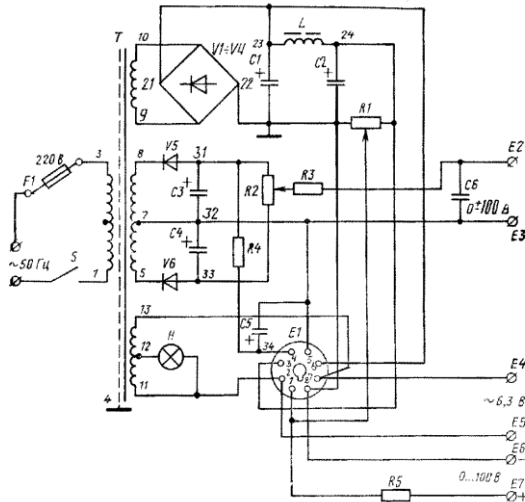 T 10 V1÷V4 23 L 24
21 22 C1 + C2 + R1
9
220 В 3 8 V5 31 E2
F1 C3 + R2 R3 C6
7 32 0±100 В
C4 + R4 E3
~50 Гц S 1 5 V6 33
13 C5 + E1
12 H 34
11 E4
4 ~6,3 В
E5
E6 -
0...100 В
R5 E7 +